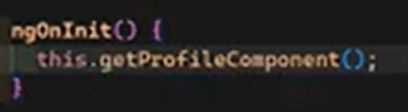 ngOnInit() {
this.getProfileComponent();
}